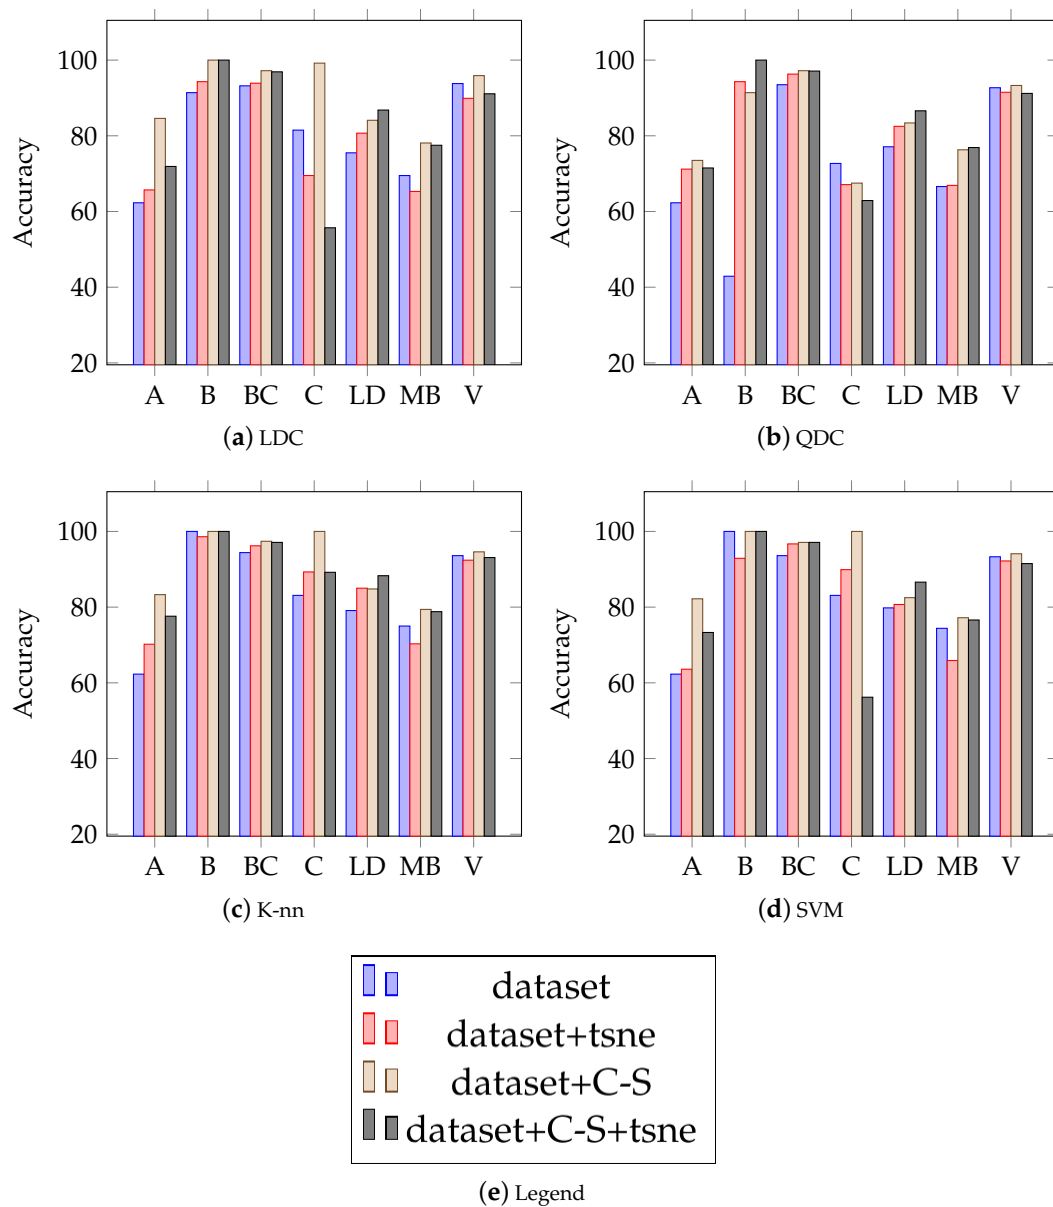 100
80
60
40
20
Accuracy
A B BC C LD MB V
(a) LDC
100
80
60
40
20
Accuracy
A B BC C LD MB V
(b) QDC
100
80
60
40
20
Accuracy
A B BC C LD MB V
(c) K-nn
100
80
60
40
20
Accuracy
A B BC C LD MB V
(d) SVM
dataset
dataset+tsne
dataset+C-S
dataset+C-S+tsne
(e) Legend